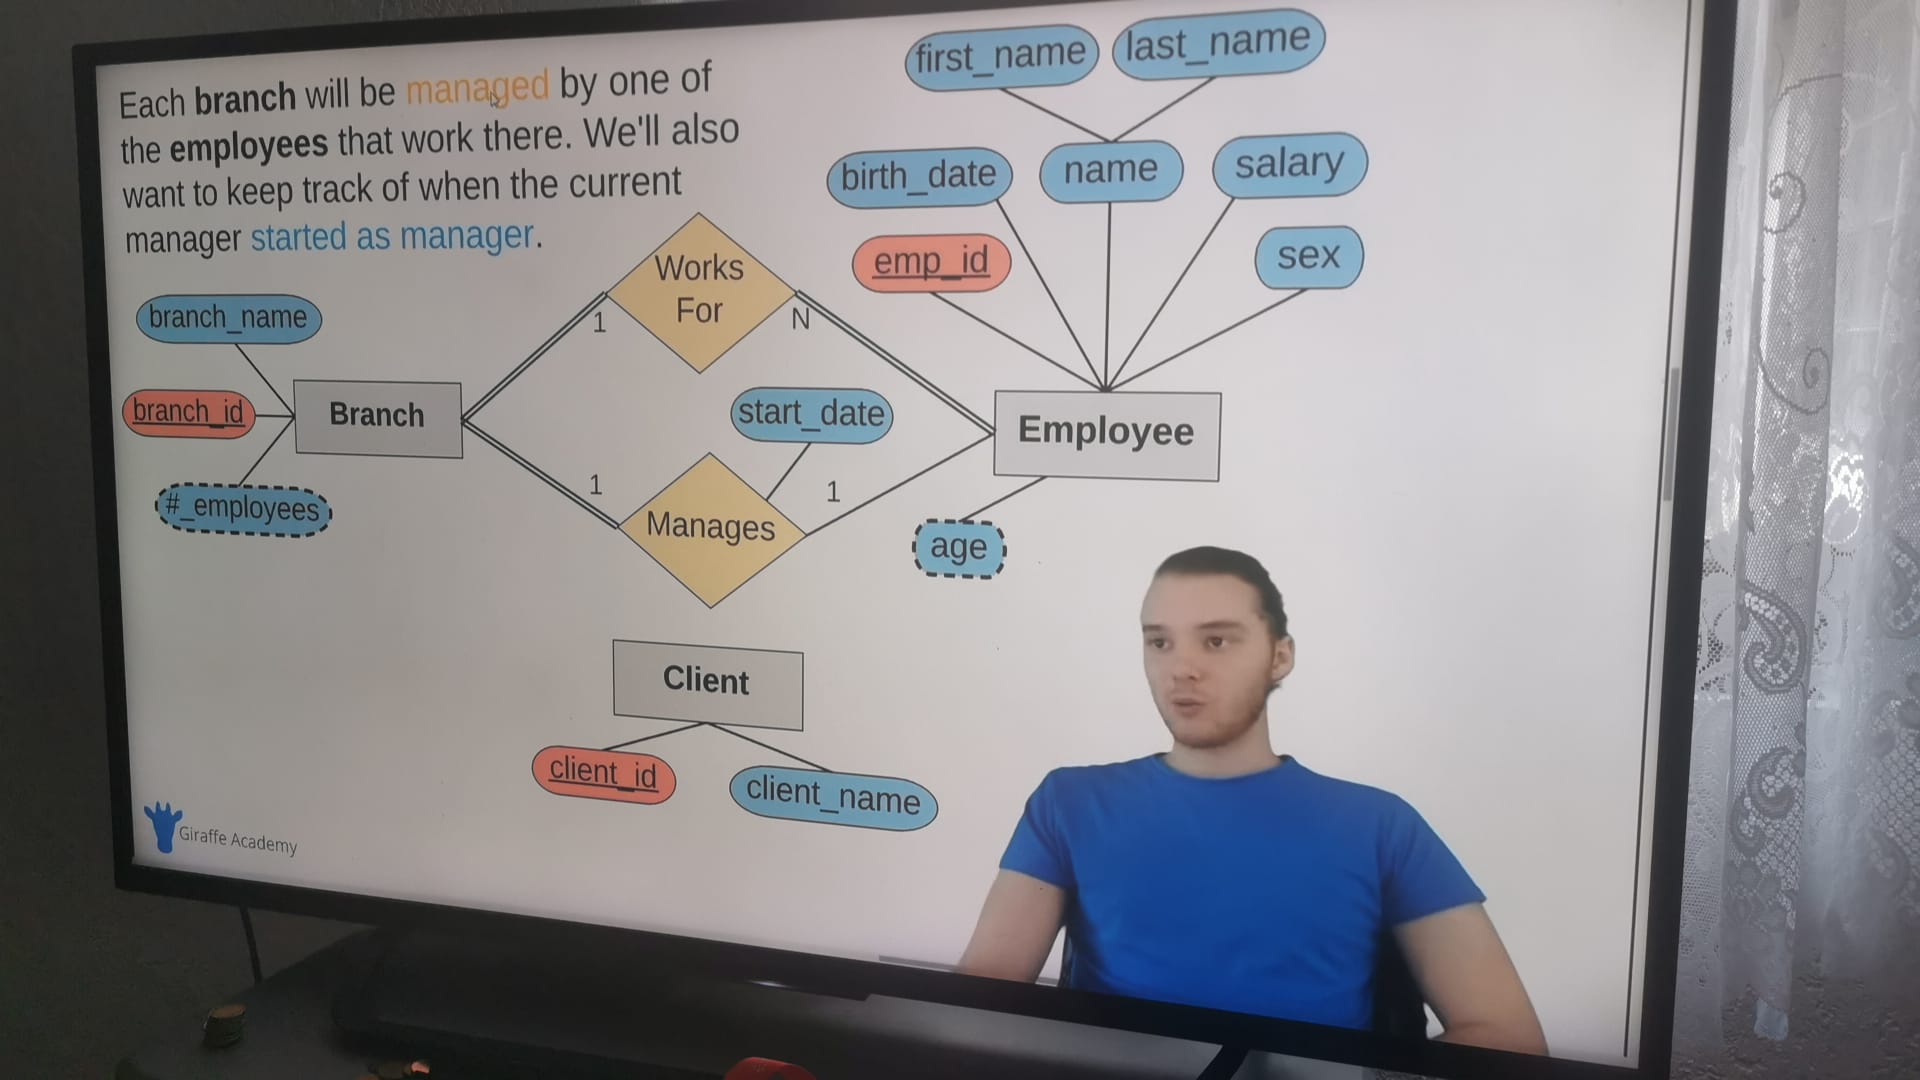 Each branch will be managed by one of
the employees that work there. We'll also
want to keep track of when the current
manager started as manager.
first_name
last_name
birth_date
name
salary
emp_id
sex
Works
For
1
N
branch_name
branch_id
Branch
#_employees
start_date
Employee
1
Manages
1
age
Client
client_id
client_name
Giraffe Academy